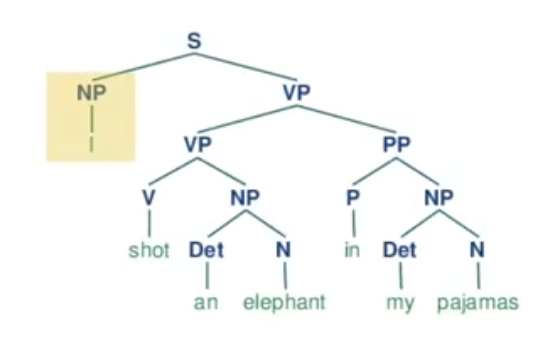 S
NP VP
I VP PP
V NP P NP
shot Det N in Det N
an elephant my pajamas